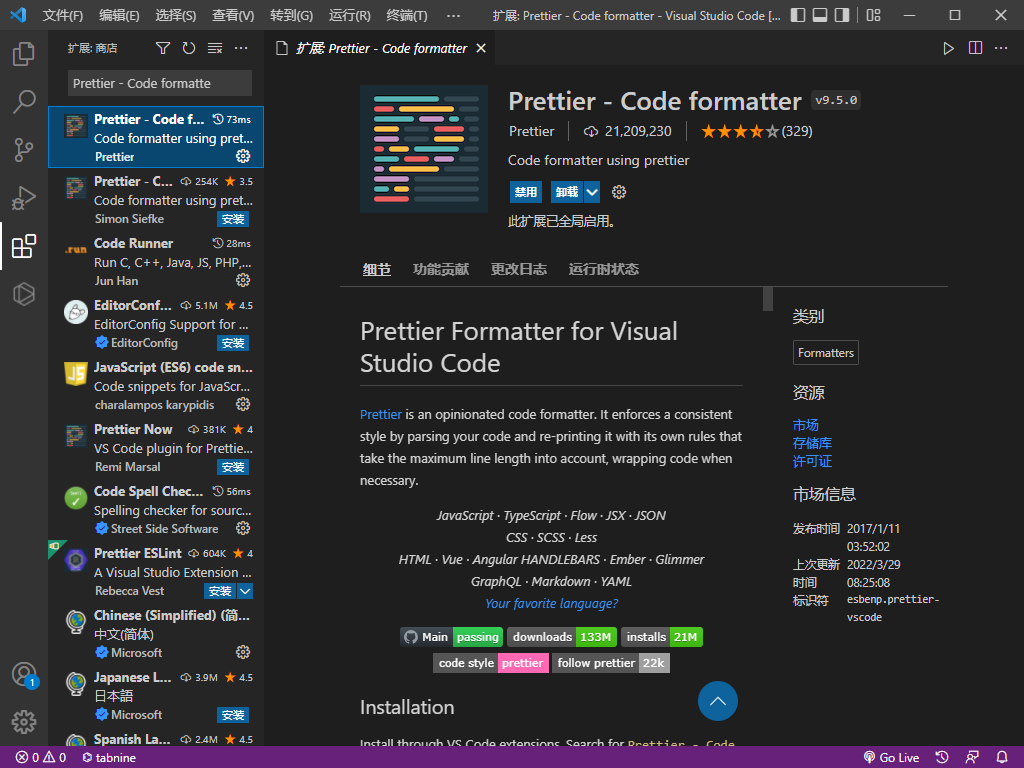 文件(F) 编辑(E) 选择(S) 查看(V) 转到(G) 运行(R) 终端(T) ··· 扩展: Prettier - Code formatter - Visual Studio Code [...
扩展: 商店
扩展: Prettier - Code formatter
Prettier - Code formatte
Prettier - Code f... 73ms
Code formatter using pret...
Prettier
Prettier - C... 254K 3.5
Code formatter using pret...
Simon Siefke 安装
Code Runner 28ms
.run
Run C, C++, Java, JS, PHP,...
Jun Han
EditorConf... 5.1M 4.5
EditorConfig Support for ...
EditorConfig 安装
JavaScript (ES6) code sn...
JS
Code snippets for JavaScr...
charalampos karypidis
Prettier Now 381K 4
VS Code plugin for Prettie...
Remi Marsal 安装
Code Spell Chec... 56ms
Spelling checker for sourc...
Street Side Software
Prettier ESLint 604K 4
A Visual Studio Extension ...
Rebecca Vest 安装
Chinese (Simplified) (简...
中文(简体)
Microsoft
Japanese L... 3.9M 4.5
日本語
Microsoft 安装
Spanish La... 2.4M 4.5
1
Prettier - Code formatter v9.5.0
Prettier 21,209,230 (329)
Code formatter using prettier
禁用 卸载
此扩展已全局启用。
细节 功能贡献 更改日志 运行时状态
Prettier Formatter for Visual
Studio Code
Prettier is an opinionated code formatter. It enforces a consistent
style by parsing your code and re-printing it with its own rules that
take the maximum line length into account, wrapping code when
necessary.
JavaScript · TypeScript · Flow · JSX · JSON
CSS · SCSS · Less
HTML · Vue · Angular HANDLEBARS · Ember · Glimmer
GraphQL · Markdown · YAML
Your favorite language?
Main passing downloads 133M installs 21M
code style prettier follow prettier 22k
Installation
Install through VS Code extensions. Search for Prettier - Code
类别
Formatters
资源
市场
存储库
许可证
市场信息
发布时间 2017/1/11
03:52:02
上次更新 2022/3/29
时间 08:25:08
标识符 esbenp.prettier-
vscode
0 0 tabnine Go Live